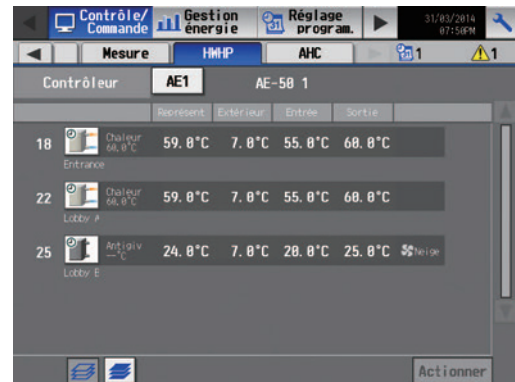 Contrôle/ Commande Gestion énergie Réglage program. 31/03/2014 07:50PM
Mesure HWHP AHC 1 1
Contrôleur AE1 AE-50 1
Représent Extérieur Entrée Sortie
18 Chaleur 60.0°C 59.0°C 7.0°C 55.0°C 60.0°C
Entrance
22 Chaleur 60.0°C 59.0°C 7.0°C 55.0°C 60.0°C
Lobby A
25 Antigiv --°C 24.0°C 7.0°C 20.0°C 25.0°C Neige
Lobby B
Actionner